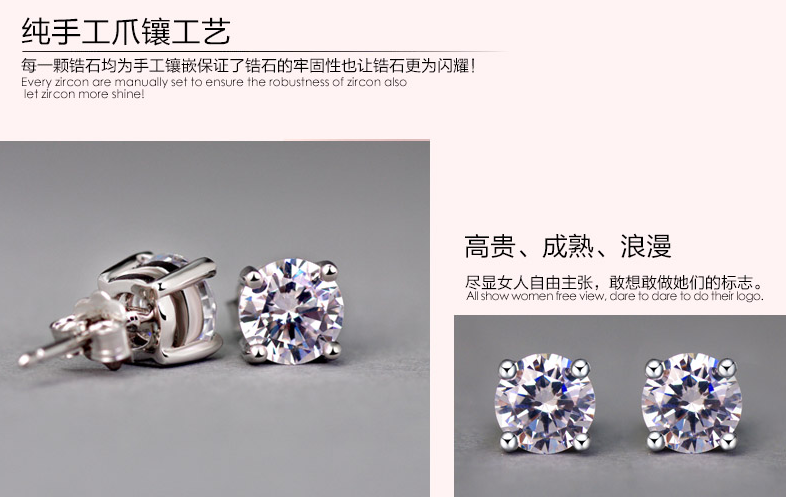 纯手工爪镶工艺
每一颗锆石均为手工镶嵌保证了锆石的牢固性也让锆石更为闪耀！
Every zircon are manually set to ensure the robustness of zircon also
let zircon more shine!
高贵、成熟、浪漫
尽显女人自由主张，敢想敢做她们的标志。
All show women free view, dare to dare to do their logo.